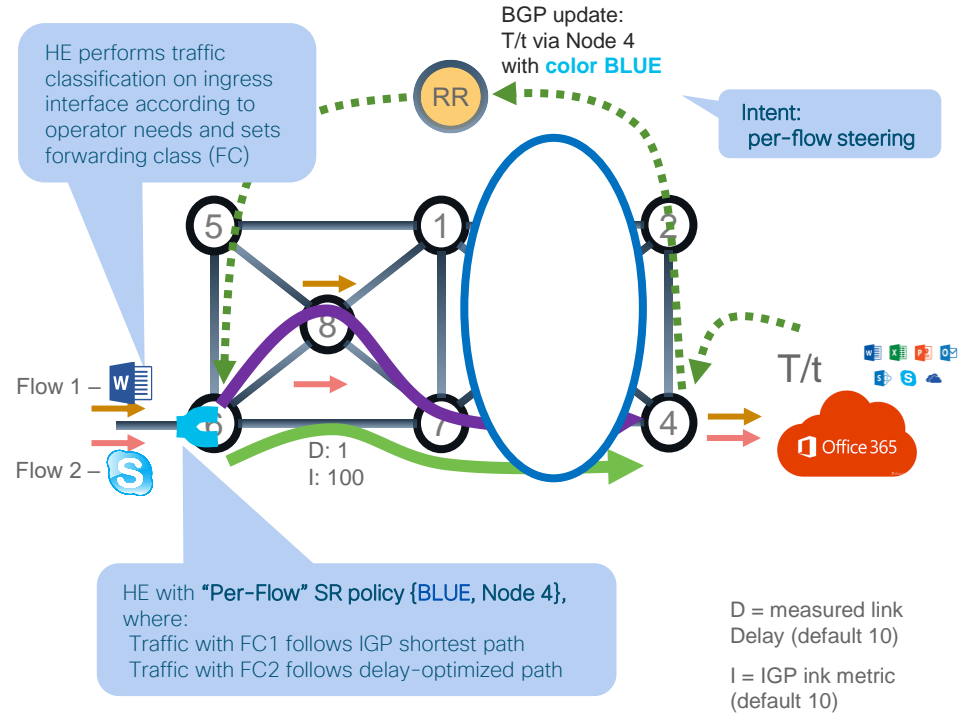 BGP update:
T/t via Node 4
with color BLUE
HE performs traffic
classification on ingress
interface according to
operator needs and sets
forwarding class (FC)
RR
Intent:
per-flow steering
5
1
2
8
Flow 1 –
W
6
7
4
T/t
Office 365
D: 1
I: 100
Flow 2 –
S
HE with “Per-Flow” SR policy {BLUE, Node 4},
where:
Traffic with FC1 follows IGP shortest path
Traffic with FC2 follows delay-optimized path
D = measured link
Delay (default 10)
I = IGP ink metric
(default 10)